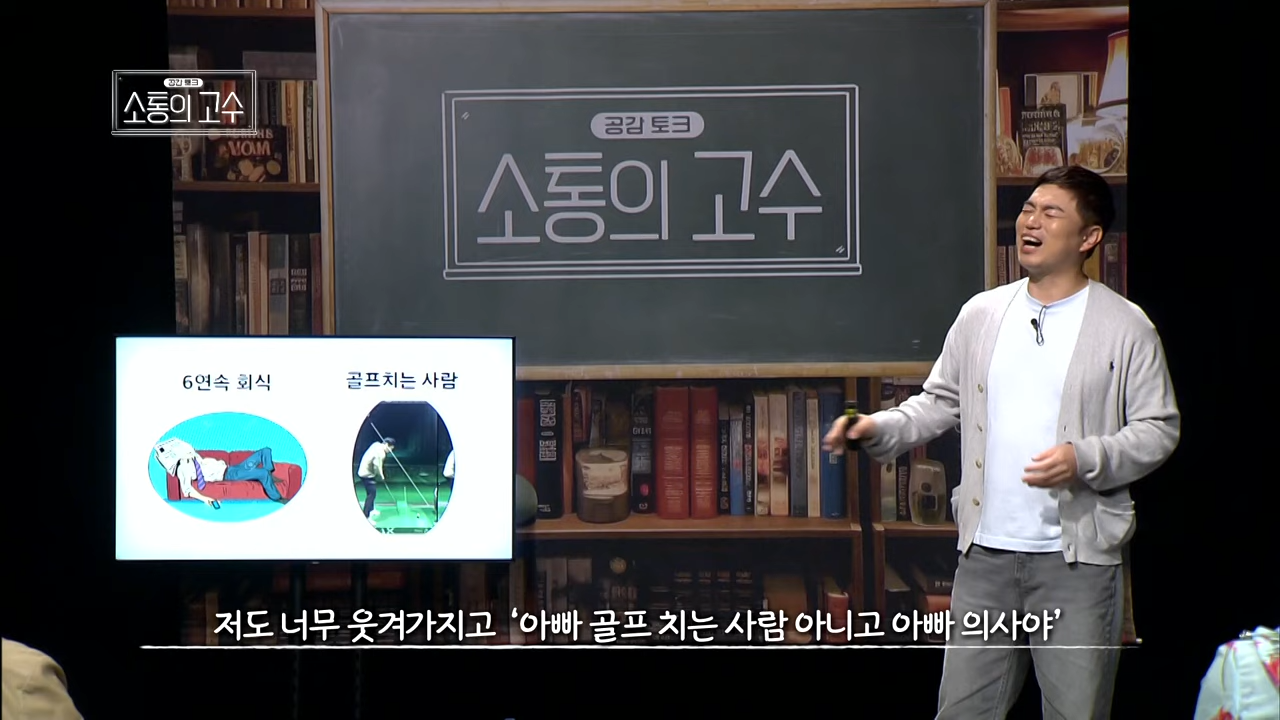 공감 토크
소통의 고수
공감 토크
소통의 고수
6연속 회식
골프치는 사람
저도 너무 웃겨가지고 ‘아빠 골프 치는 사람 아니고 아빠 의사야’